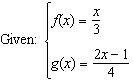 Given:
f(x) = x/3
g(x) = (2x − 1)/4